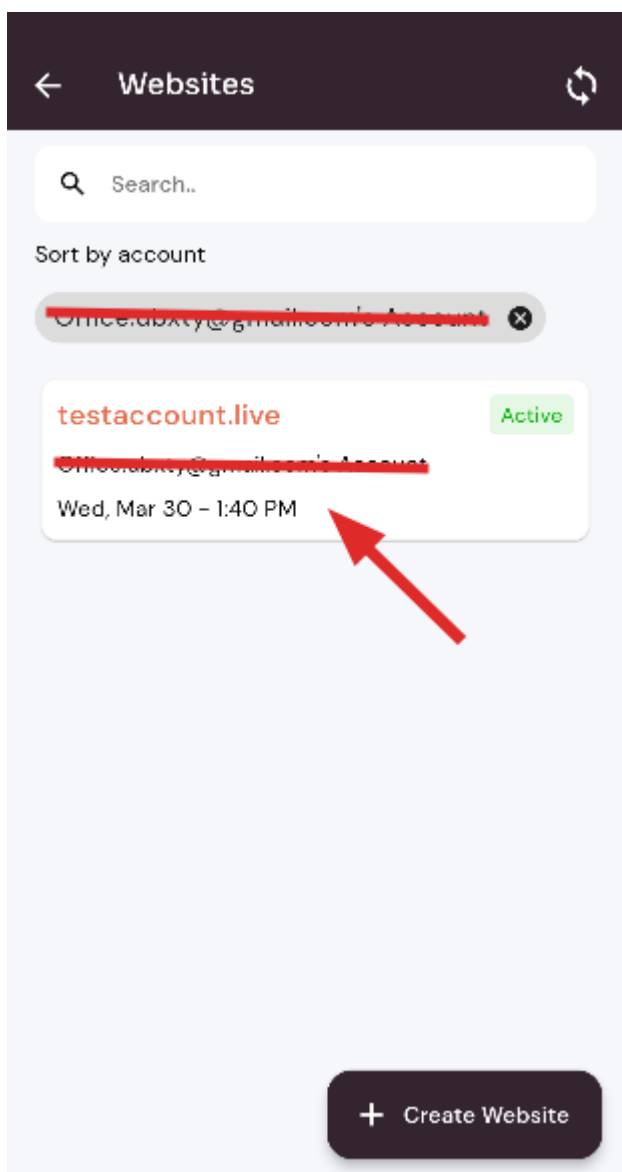 Websites
Search..
Sort by account
testaccount.live
Active
Wed, Mar 30 - 1:40 PM
+ Create Website